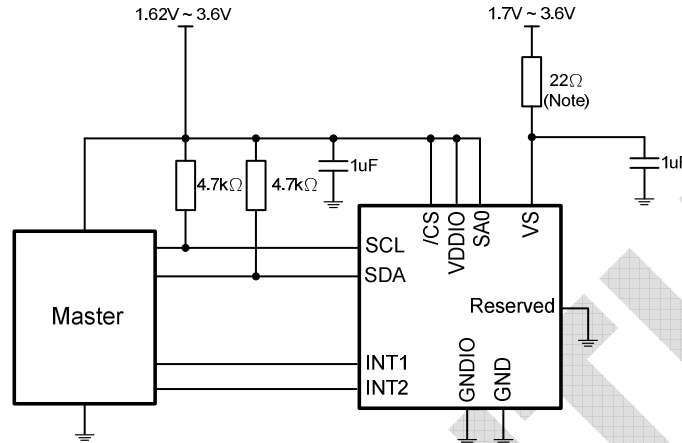 1.62V ~ 3.6V
1.7V ~ 3.6V
22Ω
(Note)
4.7kΩ
4.7kΩ
1uF
1uF
/CS
VDDIO
SA0
VS
SCL
SDA
Reserved
Master
INT1
INT2
GNDIO
GND